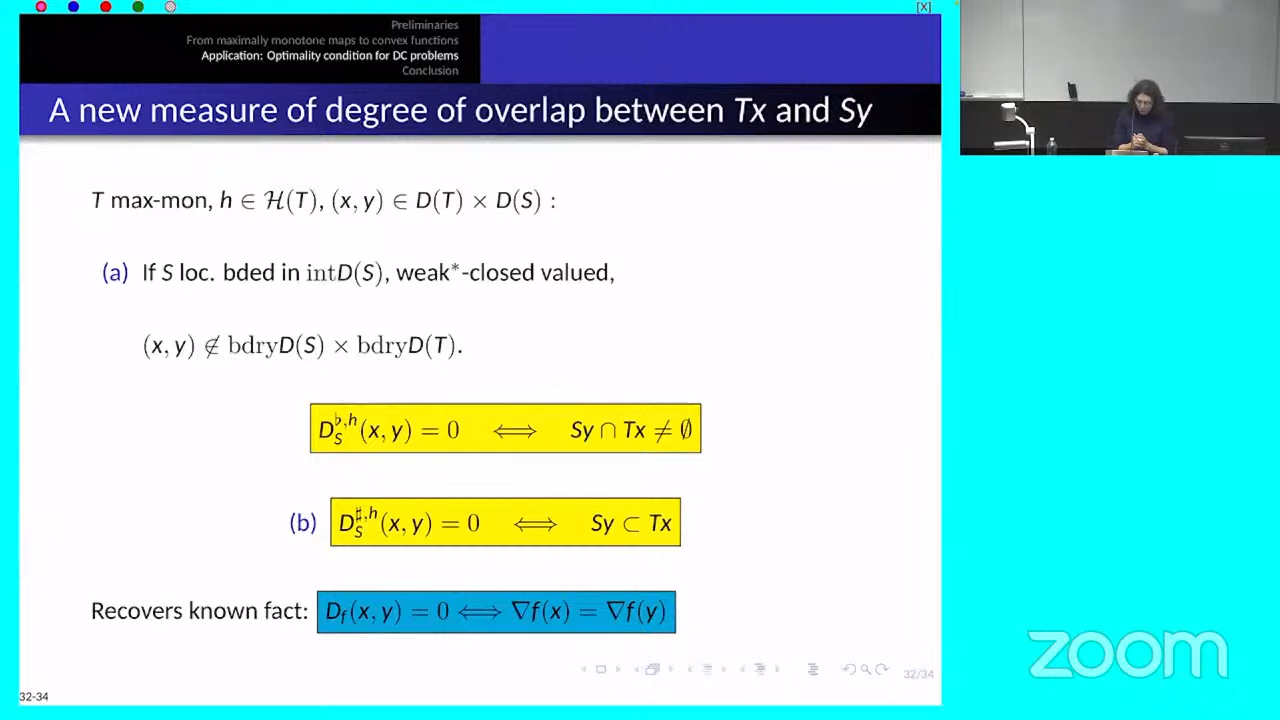 [X]
Preliminaries
From maximally monotone maps to convex functions
Application: Optimality condition for DC problems
Conclusion
A new measure of degree of overlap between Tx and Sy
T max-mon, h ∈ ℋ(T), (x, y) ∈ D(T) × D(S) :
(a) If S loc. bded in intD(S), weak*-closed valued,
(x, y) ∉ bdryD(S) × bdryD(T).
D_S^{♭,h}(x, y) = 0 ⟺ Sy ∩ Tx ≠ ∅
(b) D_S^{♯,h}(x, y) = 0 ⟺ Sy ⊂ Tx
Recovers known fact: D_f(x, y) = 0 ⟺ ∇f(x) = ∇f(y)
32/34
32-34
zoom